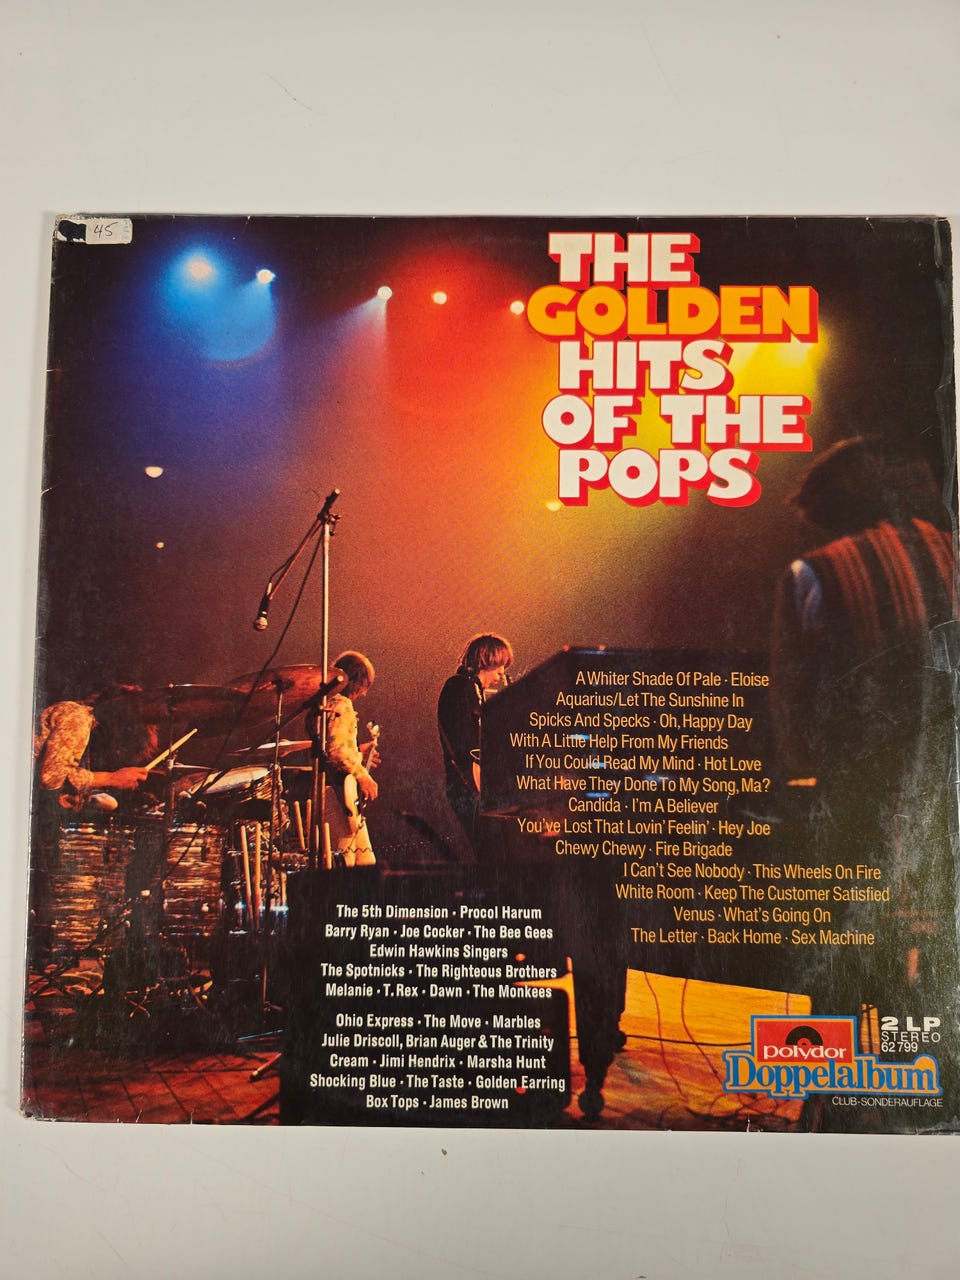 45
THE
GOLDEN
HITS
OF THE
POPS
A Whiter Shade Of Pale · Eloise
Aquarius/Let The Sunshine In
Spicks And Specks · Oh, Happy Day
With A Little Help From My Friends
If You Could Read My Mind · Hot Love
What Have They Done To My Song, Ma?
Candida · I'm A Believer
You've Lost That Lovin' Feelin' · Hey Joe
Chewy Chewy · Fire Brigade
I Can't See Nobody · This Wheels On Fire
White Room · Keep The Customer Satisfied
Venus · What's Going On
The Letter · Back Home · Sex Machine
The 5th Dimension · Procol Harum
Barry Ryan · Joe Cocker · The Bee Gees
Edwin Hawkins Singers
The Spotnicks · The Righteous Brothers
Melanie · T. Rex · Dawn · The Monkees
Ohio Express · The Move · Marbles
Julie Driscoll, Brian Auger & The Trinity
Cream · Jimi Hendrix · Marsha Hunt
Shocking Blue · The Taste · Golden Earring
Box Tops · James Brown
polydor
Doppelalbum
2 LP
STEREO
62 799
CLUB-SONDERAUFLAGE